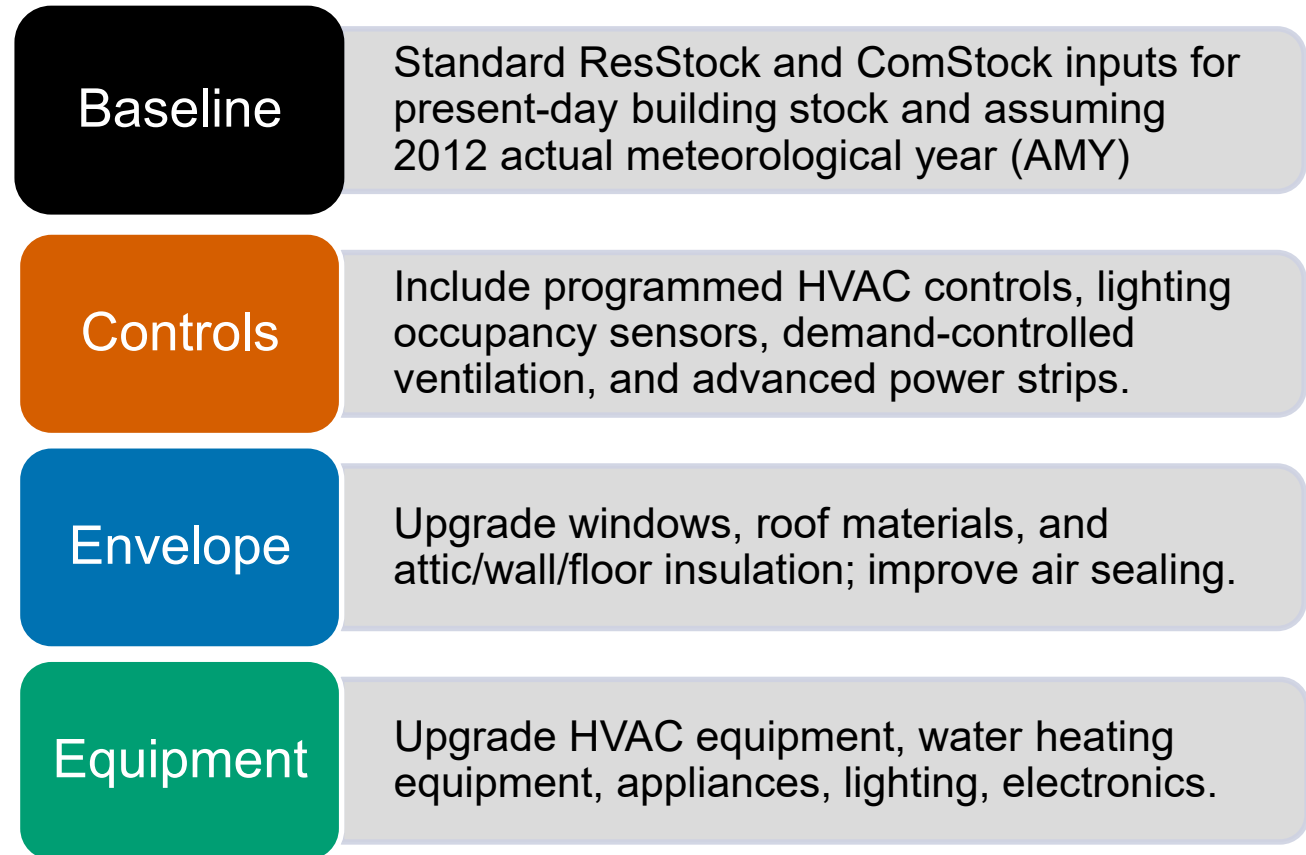 Baseline
Standard ResStock and ComStock inputs for
present-day building stock and assuming
2012 actual meteorological year (AMY)
Controls
Include programmed HVAC controls, lighting
occupancy sensors, demand-controlled
ventilation, and advanced power strips.
Envelope
Upgrade windows, roof materials, and
attic/wall/floor insulation; improve air sealing.
Equipment
Upgrade HVAC equipment, water heating
equipment, appliances, lighting, electronics.